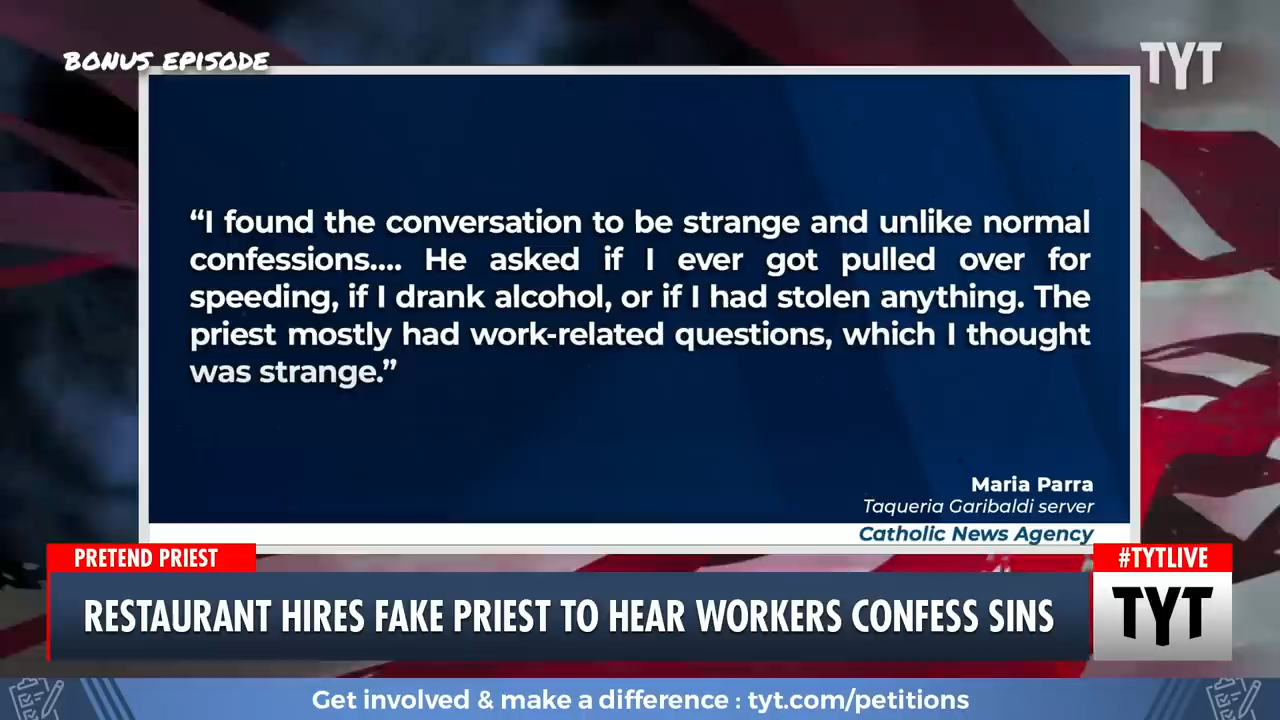 BONUS EPISODE
TYT
“I found the conversation to be strange and unlike normal
confessions.... He asked if I ever got pulled over for
speeding, if I drank alcohol, or if I had stolen anything. The
priest mostly had work-related questions, which I thought
was strange.”
Maria Parra
Taqueria Garibaldi server
Catholic News Agency
PRETEND PRIEST
#TYTLIVE
RESTAURANT HIRES FAKE PRIEST TO HEAR WORKERS CONFESS SINS
TYT
Get involved & make a difference : tyt.com/petitions